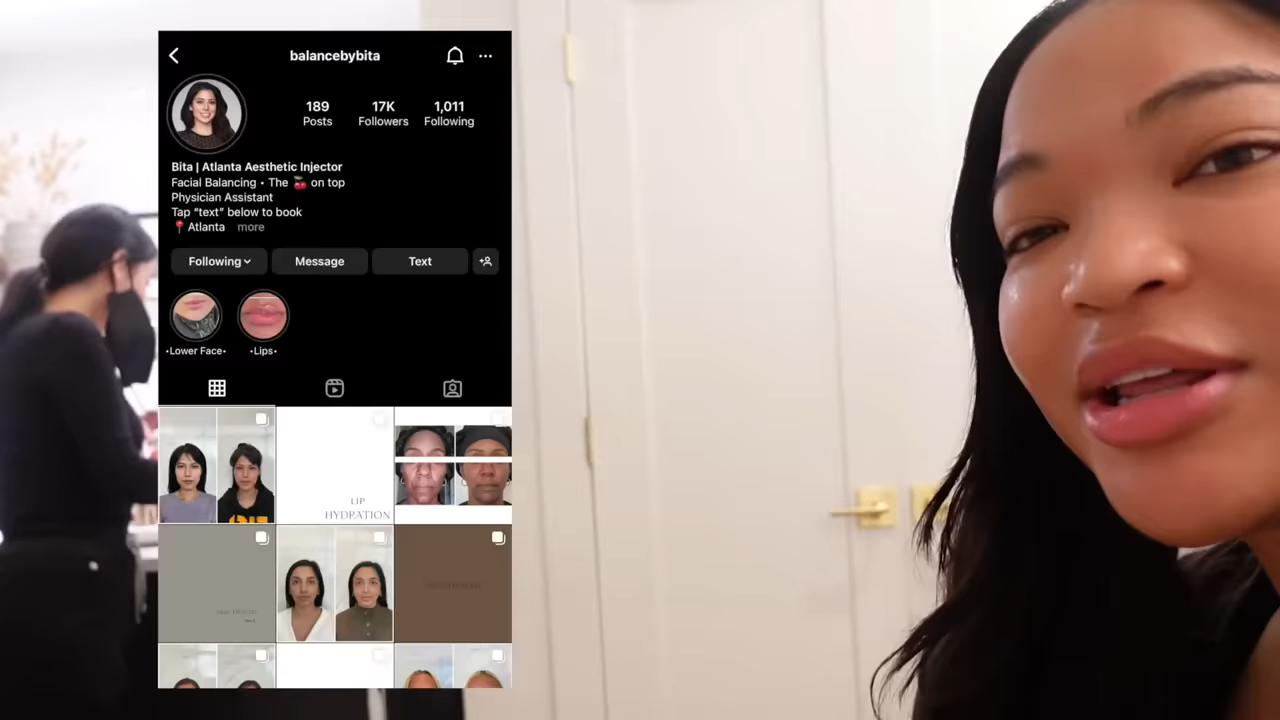 balancebybita
189
Posts
17K
Followers
1,011
Following
Bita | Atlanta Aesthetic Injector
Facial Balancing • The 🍒 on top
Physician Assistant
Tap “text” below to book
📍 Atlanta more
Following
Message
Text
•Lower Face•
•Lips•
LIP
HYDRATION